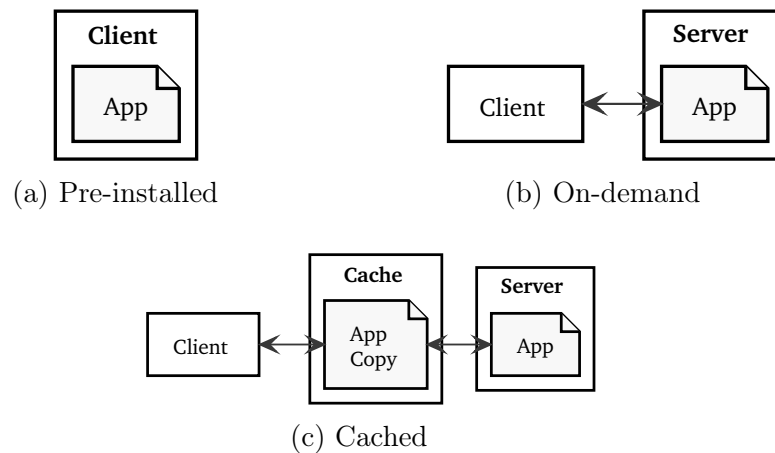 Client
App
(a) Pre-installed
Server
Client
App
(b) On-demand
Cache
Server
Client
App
Copy
App
(c) Cached